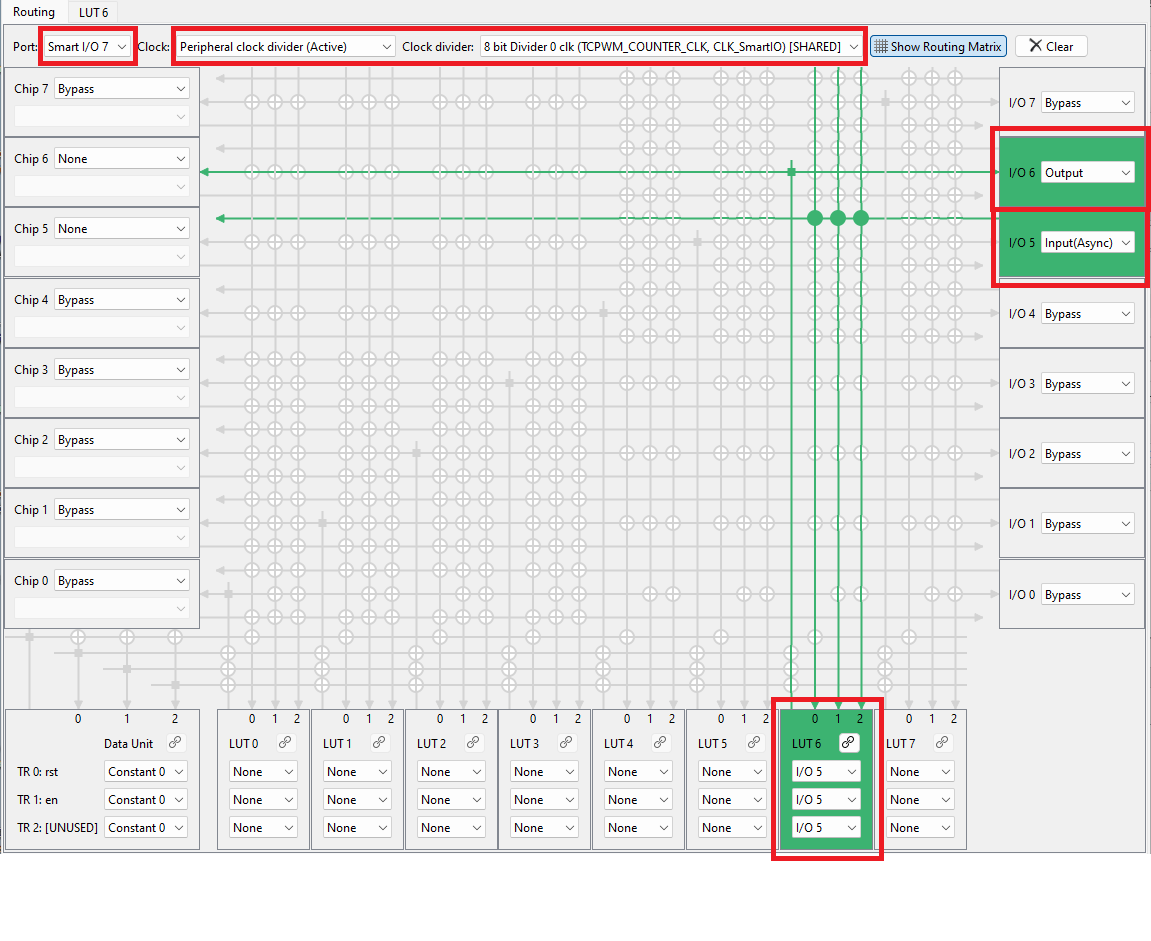 Routing LUT 6
Port: Smart I/O 7 Clock: Peripheral clock divider (Active) Clock divider: 8 bit Divider 0 clk (TCPWM_COUNTER_CLK, CLK_SmartIO) [SHARED] Show Routing Matrix Clear
Chip 7 Bypass
I/O 7 Bypass
Chip 6 None
I/O 6 Output
Chip 5 None
I/O 5 Input(Async)
Chip 4 Bypass
I/O 4 Bypass
Chip 3 Bypass
I/O 3 Bypass
Chip 2 Bypass
I/O 2 Bypass
Chip 1 Bypass
I/O 1 Bypass
Chip 0 Bypass
I/O 0 Bypass
0 1 2 0 1 2 0 1 2 0 1 2 0 1 2 0 1 2 0 1 2 0 1 2 0 1 2
Data Unit LUT 0 LUT 1 LUT 2 LUT 3 LUT 4 LUT 5 LUT 6 LUT 7
TR 0: rst Constant 0 None None None None None None I/O 5 None
TR 1: en Constant 0 None None None None None None I/O 5 None
TR 2: [UNUSED] Constant 0 None None None None None None I/O 5 None